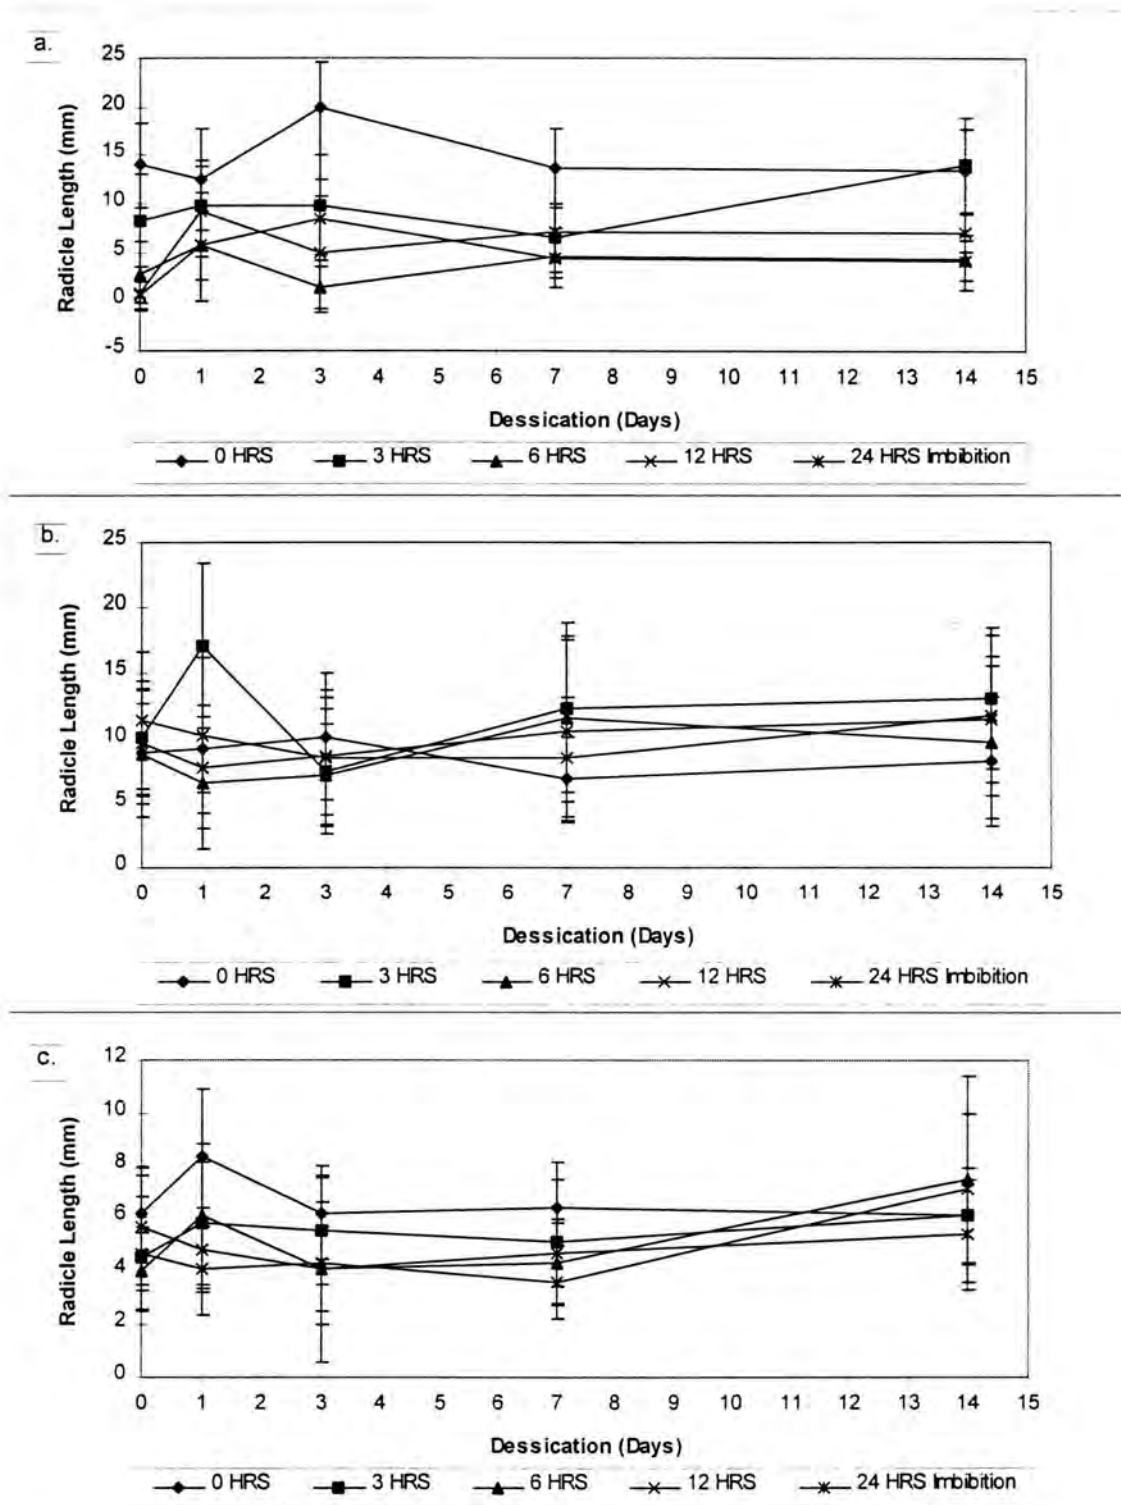 a.
25
20
15
10
5
0
-5
Radicle Length (mm)
0 1 2 3 4 5 6 7 8 9 10 11 12 13 14 15
Dessication (Days)
0 HRS 3 HRS 6 HRS 12 HRS 24 HRS Imbibition
b.
25
20
15
10
5
0
Radicle Length (mm)
0 1 2 3 4 5 6 7 8 9 10 11 12 13 14 15
Dessication (Days)
0 HRS 3 HRS 6 HRS 12 HRS 24 HRS Imbibition
c.
12
10
8
6
4
2
0
Radicle Length (mm)
0 1 2 3 4 5 6 7 8 9 10 11 12 13 14 15
Dessication (Days)
0 HRS 3 HRS 6 HRS 12 HRS 24 HRS Imbibition